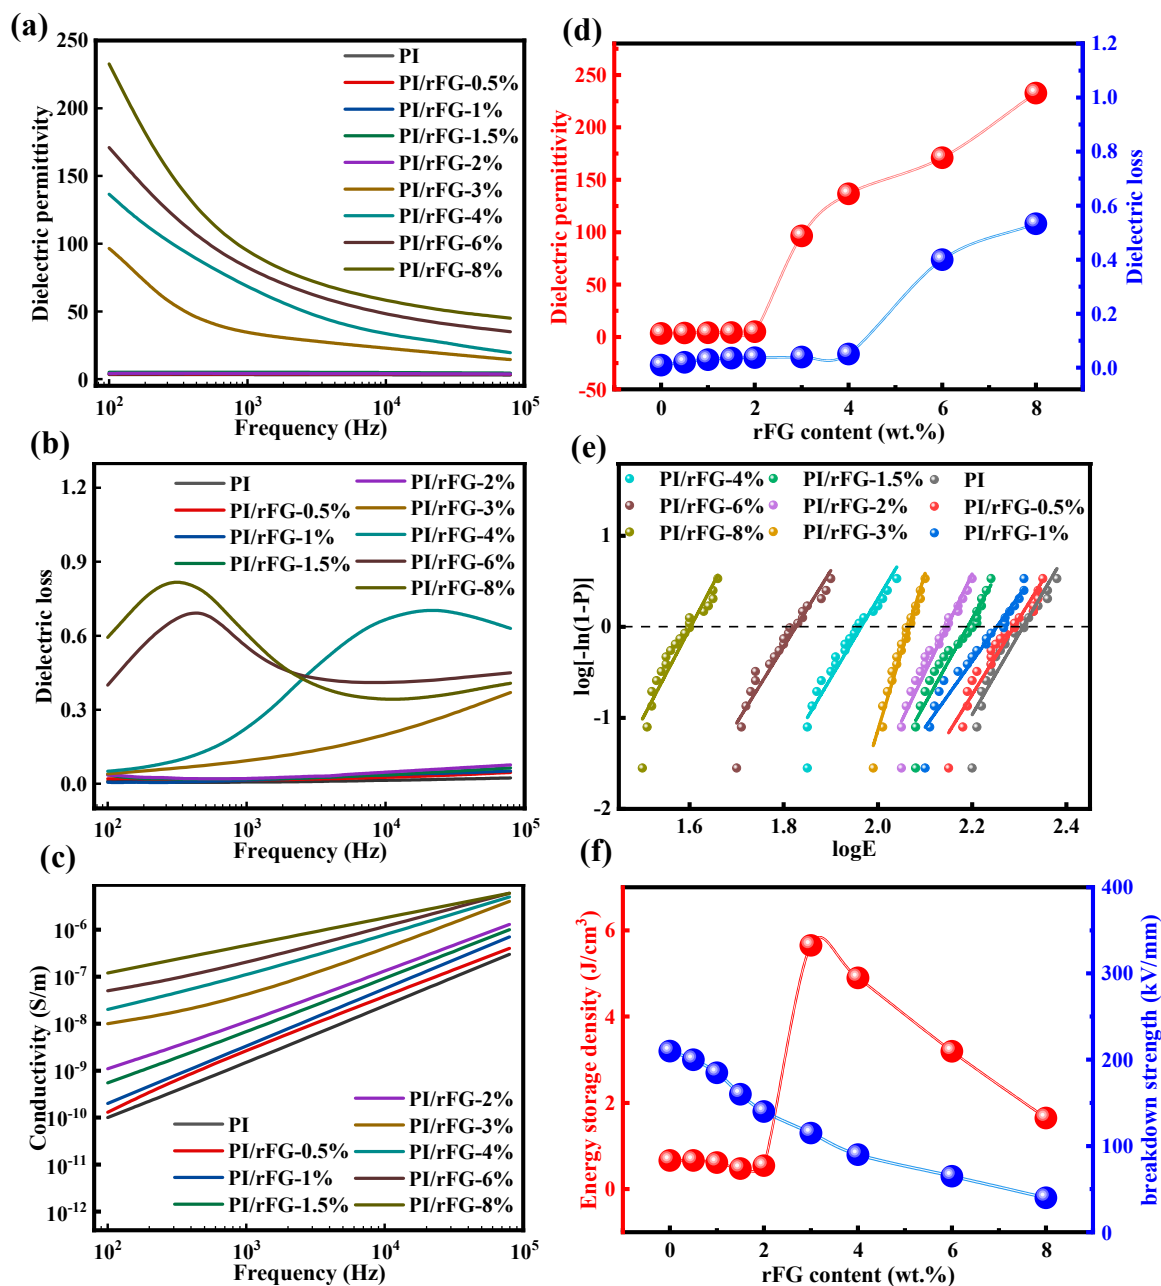 (a)
250
200
150
100
50
0
Dielectric permittivity
PI
PI/rFG-0.5%
PI/rFG-1%
PI/rFG-1.5%
PI/rFG-2%
PI/rFG-3%
PI/rFG-4%
PI/rFG-6%
PI/rFG-8%
10² 10³ 10⁴ 10⁵
Frequency (Hz)
(b)
1.2
0.9
0.6
0.3
0.0
Dielectric loss
PI
PI/rFG-0.5%
PI/rFG-1%
PI/rFG-1.5%
PI/rFG-2%
PI/rFG-3%
PI/rFG-4%
PI/rFG-6%
PI/rFG-8%
10² 10³ 10⁴ 10⁵
Frequency (Hz)
(c)
10⁻⁶
10⁻⁷
10⁻⁸
10⁻⁹
10⁻¹⁰
10⁻¹¹
10⁻¹²
Conductivity (S/m)
PI
PI/rFG-0.5%
PI/rFG-1%
PI/rFG-1.5%
PI/rFG-2%
PI/rFG-3%
PI/rFG-4%
PI/rFG-6%
PI/rFG-8%
10² 10³ 10⁴ 10⁵
Frequency (Hz)
(d)
250
200
150
100
50
0
-50
Dielectric permittivity
1.2
1.0
0.8
0.6
0.4
0.2
0.0
Dielectric loss
0 2 4 6 8
rFG content (wt.%)
(e)
PI/rFG-4%
PI/rFG-6%
PI/rFG-8%
PI/rFG-1.5%
PI/rFG-2%
PI/rFG-3%
PI
PI/rFG-0.5%
PI/rFG-1%
1
0
-1
-2
log[-ln(1-P)]
1.6 1.8 2.0 2.2 2.4
logE
(f)
6
4
2
0
Energy storage density (J/cm³)
400
300
200
100
0
breakdown strength (kV/mm)
0 2 4 6 8
rFG content (wt.%)